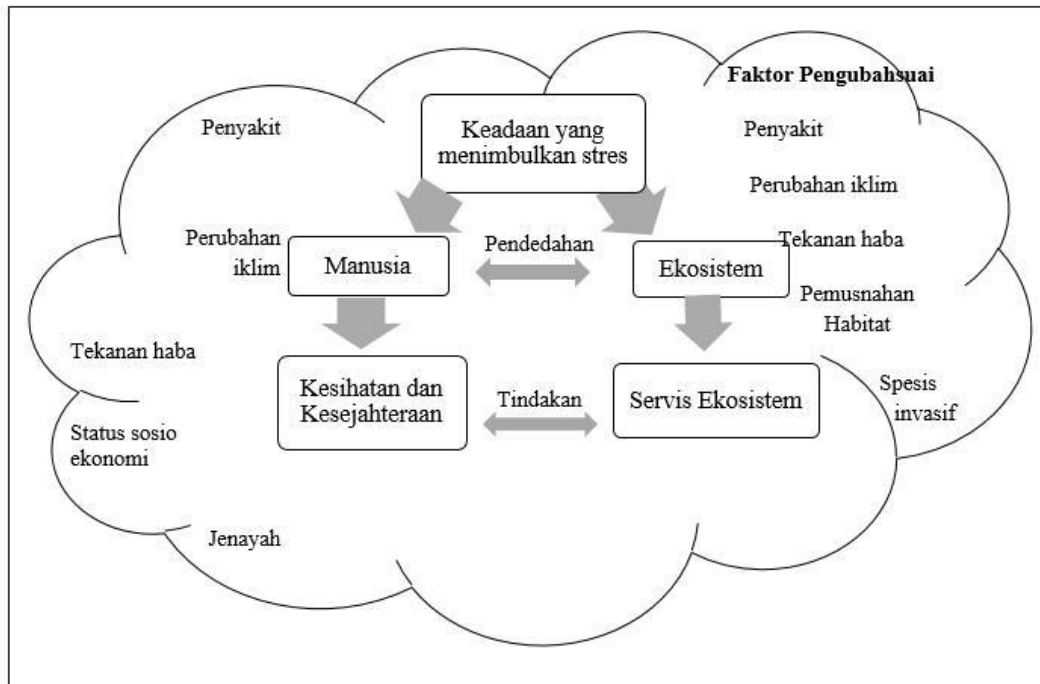 Faktor Pengubahsuai
Penyakit
Keadaan yang
menimbulkan stres
Penyakit
Perubahan iklim
Perubahan
iklim
Manusia
Pendedahan
Ekosistem
Tekanan haba
Pemusnahan
Habitat
Tekanan haba
Kesihatan dan
Kesejahteraan
Tindakan
Servis Ekosistem
Spesis
invasif
Status sosio
ekonomi
Jenayah